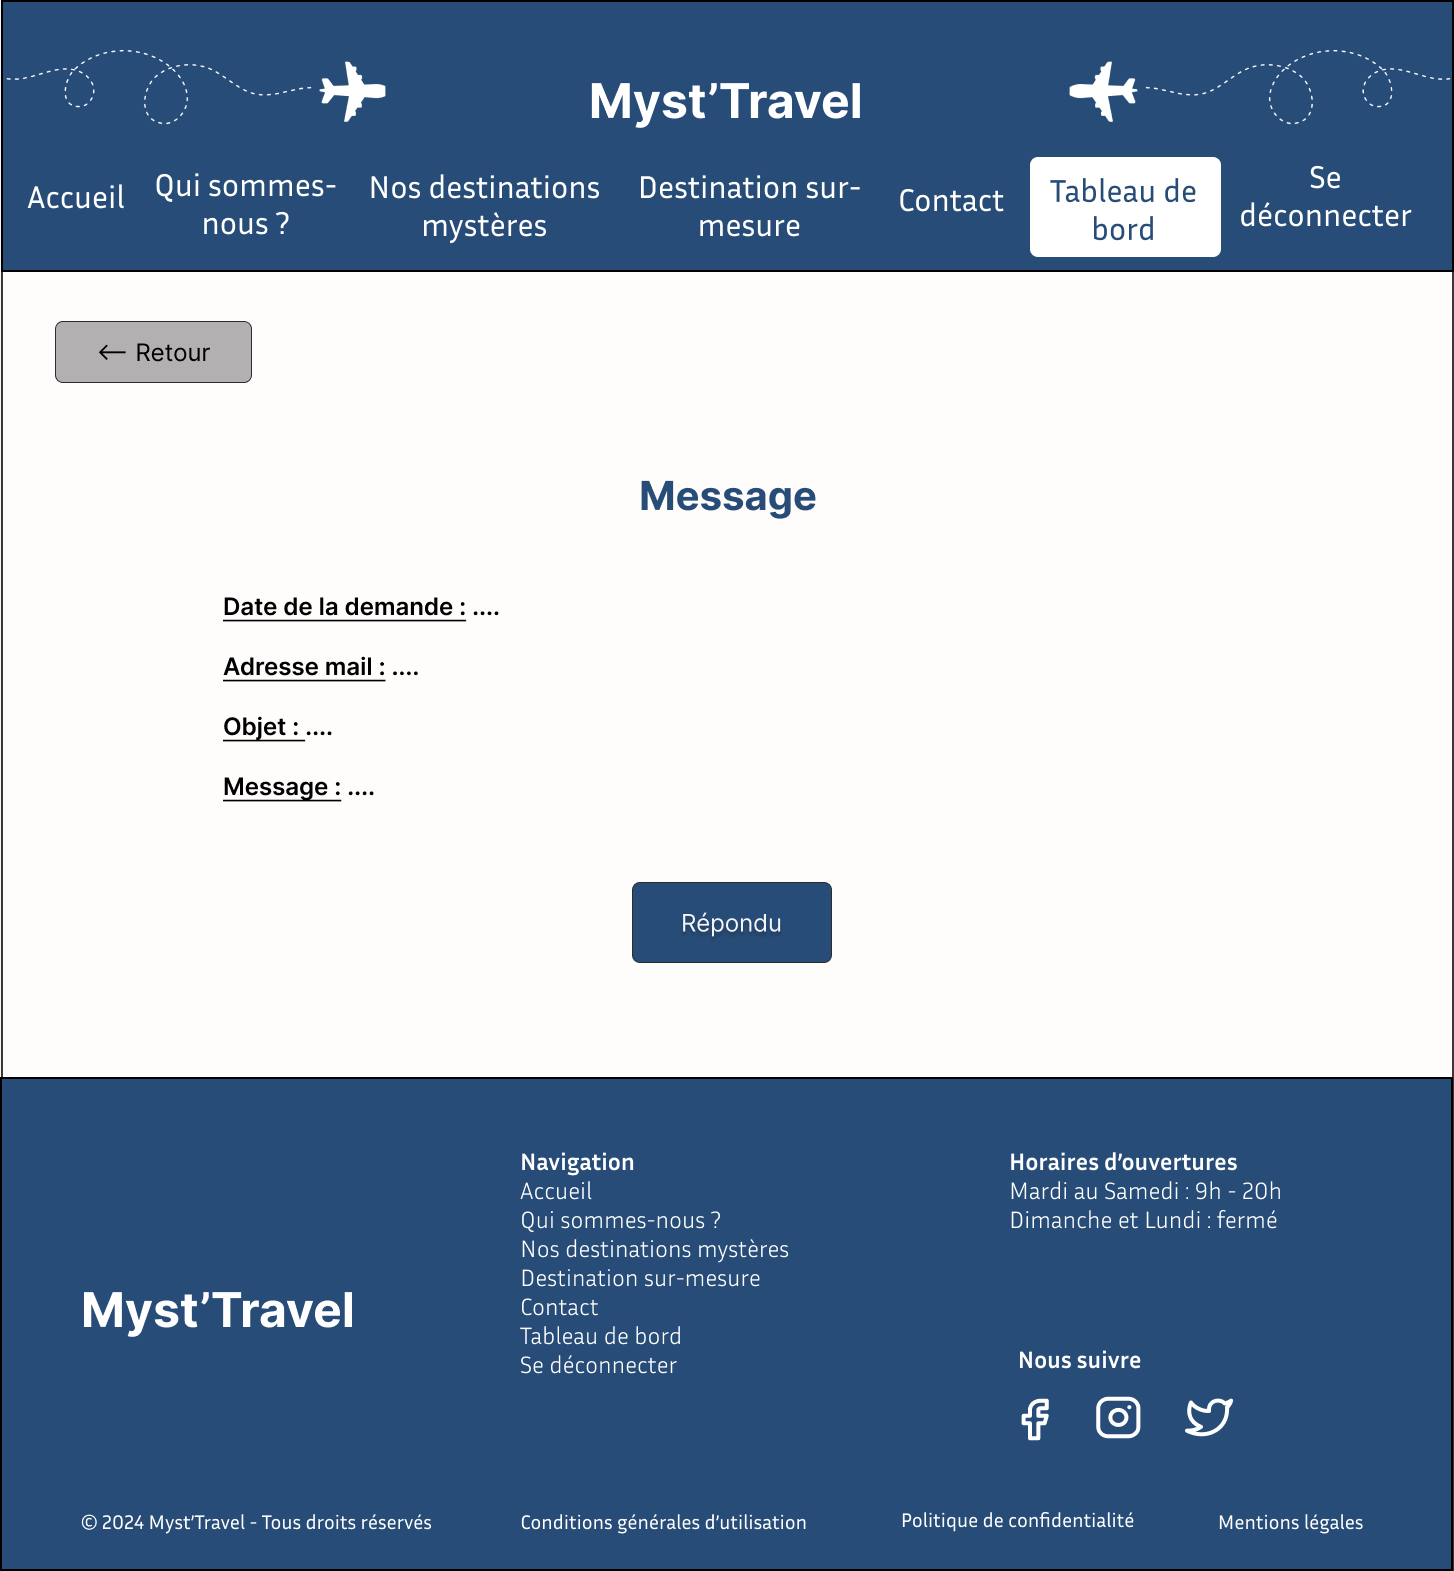 Myst’Travel
Accueil
Qui sommes-
nous ?
Nos destinations
mystères
Destination sur-
mesure
Contact
Tableau de
bord
Se
déconnecter
← Retour
Message
Date de la demande : ....
Adresse mail : ....
Objet : ....
Message : ....
Répondu
Myst’Travel
Navigation
Accueil
Qui sommes-nous ?
Nos destinations mystères
Destination sur-mesure
Contact
Tableau de bord
Se déconnecter
Horaires d’ouvertures
Mardi au Samedi : 9h - 20h
Dimanche et Lundi : fermé
Nous suivre
© 2024 Myst’Travel - Tous droits réservés
Conditions générales d’utilisation
Politique de confidentialité
Mentions légales